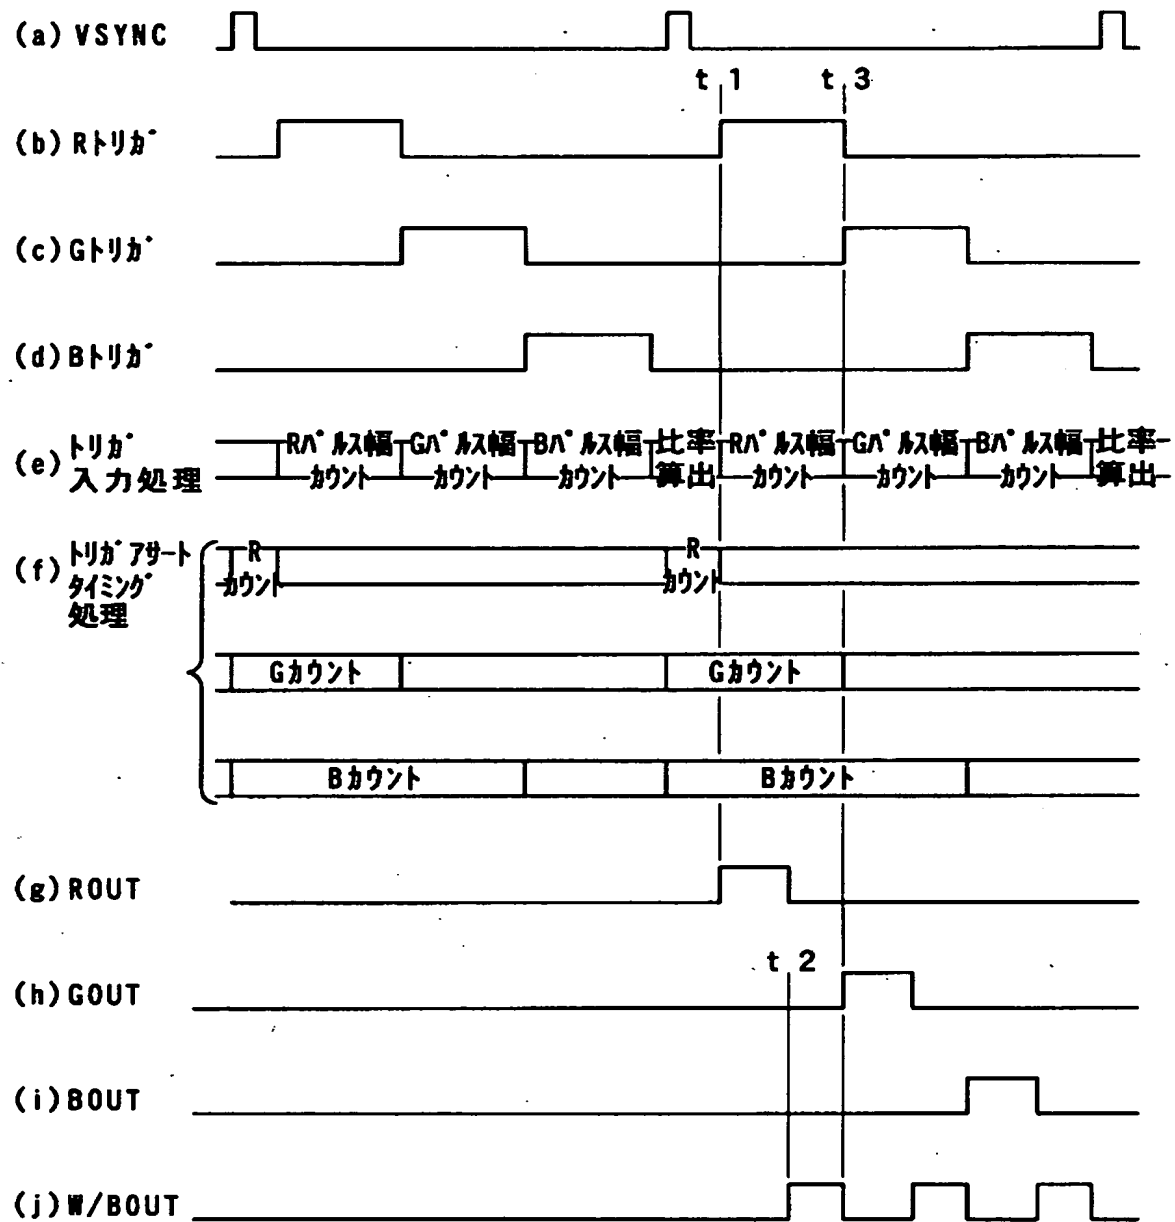 (a) VSYNC
t1 t3
(b) Rトリガ
(c) Gトリガ
(d) Bトリガ
(e) トリガ
入力処理
Rパルス幅 Gパルス幅 Bパルス幅 比率 Rパルス幅 Gパルス幅 Bパルス幅 比率
カウント カウント カウント 算出 カウント カウント カウント 算出
(f) トリガアサート
タイミング
処理
R R
カウント カウント
Gカウント Gカウント
Bカウント Bカウント
(g) ROUT
t2
(h) GOUT
(i) BOUT
(j) W/BOUT